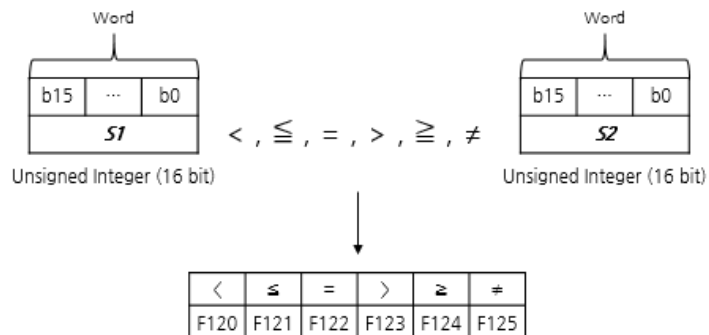 Word Word
b15 ··· b0 b15 ··· b0
S1 < , ≦ , = , > , ≧ , ≠ S2
Unsigned Integer (16 bit) Unsigned Integer (16 bit)
〈 ≤ = 〉 ≥ ≠
F120 F121 F122 F123 F124 F125